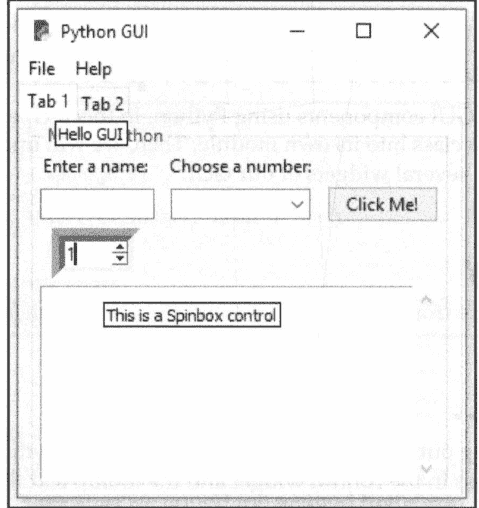 Python GUI
File Help
Tab 1 Tab 2
Hello GUI thon
Enter a name: Choose a number:
Click Me!
1
This is a Spinbox control